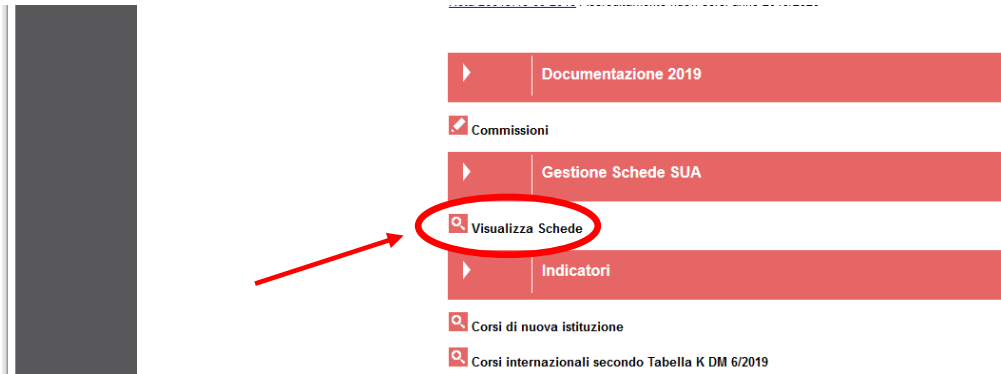 Documentazione 2019
Commissioni
Gestione Schede SUA
Visualizza Schede
Indicatori
Corsi di nuova istituzione
Corsi internazionali secondo Tabella K DM 6/2019